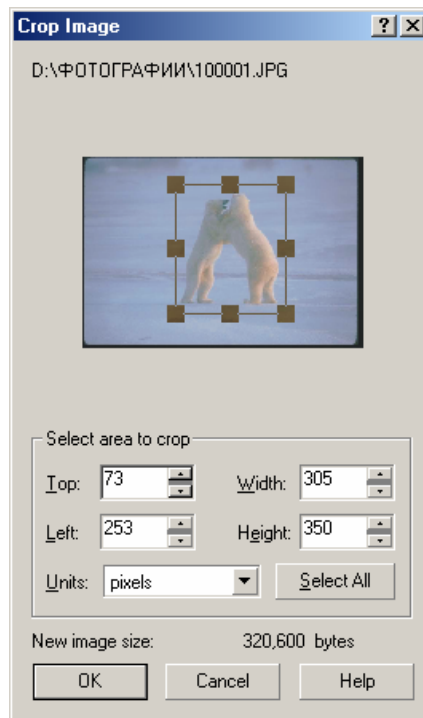 Crop Image
D:\ФОТОГРАФИИ\100001.JPG
Select area to crop
Top: 73 Width: 305
Left: 253 Height: 350
Units: pixels Select All
New image size: 320,600 bytes
OK Cancel Help